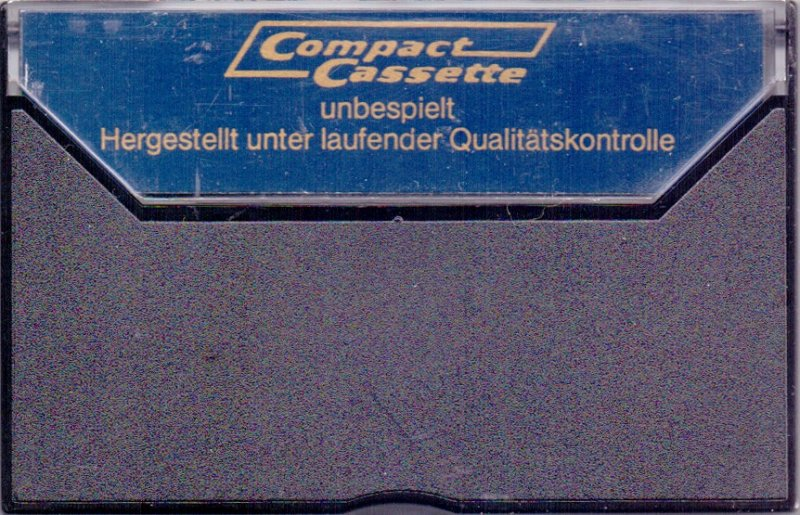 Compact
Cassette
unbespielt
Hergestellt unter laufender Qualitätskontrolle